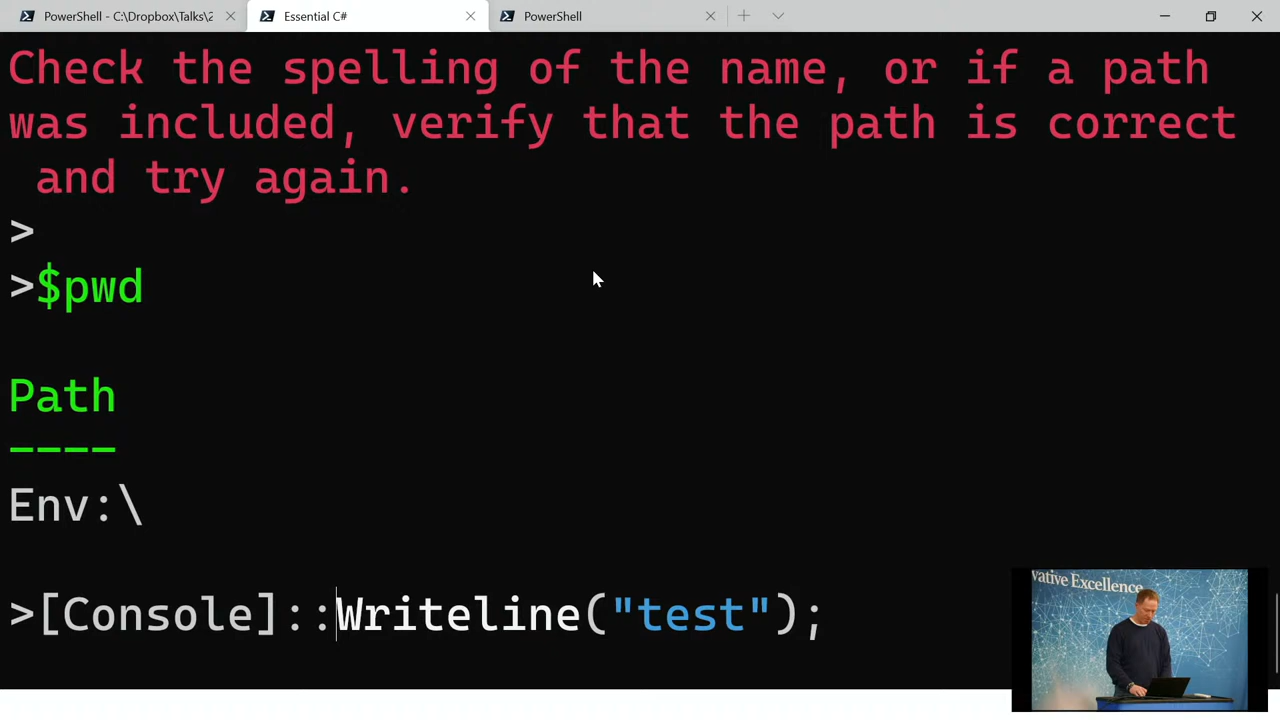 PowerShell - C:\Dropbox\Talks\2
Essential C#
PowerShell
Check the spelling of the name, or if a path
was included, verify that the path is correct
and try again.
>
>$pwd
Path
----
Env:\
>[Console]::Writeline("test");
vative Excellence